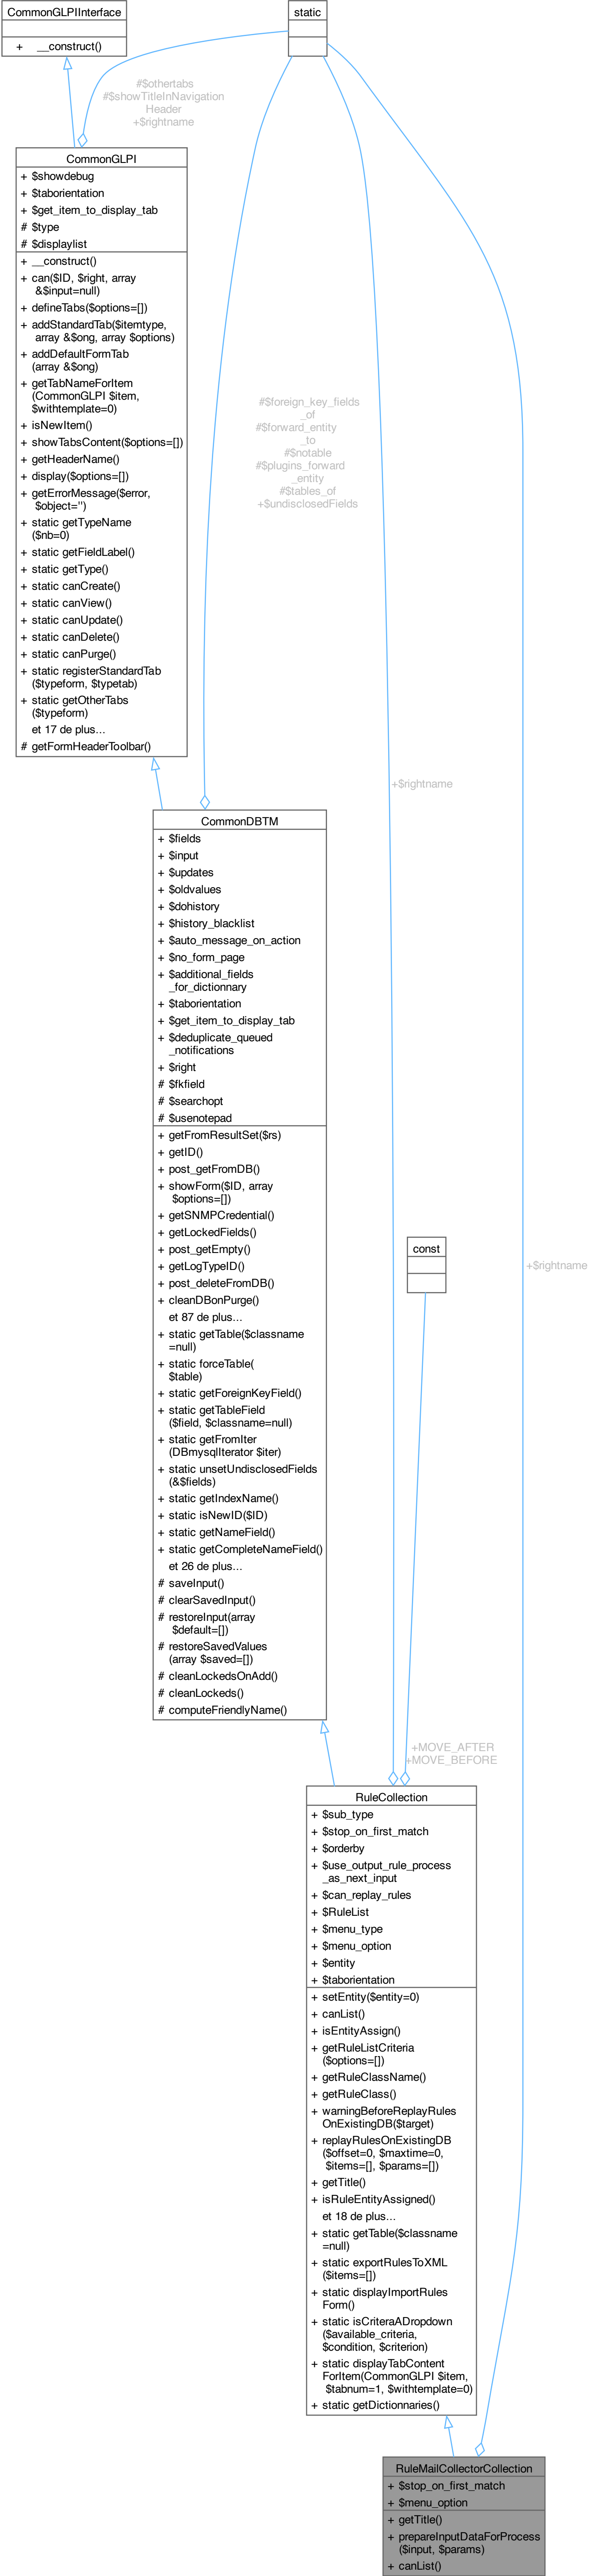 CommonGLPIInterface
+ __construct()
static
#$othertabs
#$showTitleInNavigation
Header
+$rightname
CommonGLPI
+ $showdebug
+ $taborientation
+ $get_item_to_display_tab
# $type
# $displaylist
+ __construct()
+ can($ID, $right, array
&$input=null)
+ defineTabs($options=[])
+ addStandardTab($itemtype,
array &$ong, array $options)
+ addDefaultFormTab
(array &$ong)
+ getTabNameForItem
(CommonGLPI $item,
$withtemplate=0)
+ isNewItem()
+ showTabsContent($options=[])
+ getHeaderName()
+ display($options=[])
+ getErrorMessage($error,
$object='')
+ static getTypeName
($nb=0)
+ static getFieldLabel()
+ static getType()
+ static canCreate()
+ static canView()
+ static canUpdate()
+ static canDelete()
+ static canPurge()
+ static registerStandardTab
($typeform, $typetab)
+ static getOtherTabs
($typeform)
et 17 de plus...
# getFormHeaderToolbar()
#$foreign_key_fields
_of
#$forward_entity
_to
#$notable
#$plugins_forward
_entity
#$tables_of
+$undisclosedFields
+$rightname
CommonDBTM
+ $fields
+ $input
+ $updates
+ $oldvalues
+ $dohistory
+ $history_blacklist
+ $auto_message_on_action
+ $no_form_page
+ $additional_fields
_for_dictionnary
+ $taborientation
+ $get_item_to_display_tab
+ $deduplicate_queued
_notifications
+ $right
# $fkfield
# $searchopt
# $usenotepad
+ getFromResultSet($rs)
+ getID()
+ post_getFromDB()
+ showForm($ID, array
$options=[])
+ getSNMPCredential()
+ getLockedFields()
+ post_getEmpty()
+ getLogTypeID()
+ post_deleteFromDB()
+ cleanDBonPurge()
et 87 de plus...
+ static getTable($classname
=null)
+ static forceTable(
$table)
+ static getForeignKeyField()
+ static getTableField
($field, $classname=null)
+ static getFromIter
(DBmysqlIterator $iter)
+ static unsetUndisclosedFields
(&$fields)
+ static getIndexName()
+ static isNewID($ID)
+ static getNameField()
+ static getCompleteNameField()
et 26 de plus...
# saveInput()
# clearSavedInput()
# restoreInput(array
$default=[])
# restoreSavedValues
(array $saved=[])
# cleanLockedsOnAdd()
# cleanLockeds()
# computeFriendlyName()
const
+$rightname
+MOVE_AFTER
+MOVE_BEFORE
RuleCollection
+ $sub_type
+ $stop_on_first_match
+ $orderby
+ $use_output_rule_process
_as_next_input
+ $can_replay_rules
+ $RuleList
+ $menu_type
+ $menu_option
+ $entity
+ $taborientation
+ setEntity($entity=0)
+ canList()
+ isEntityAssign()
+ getRuleListCriteria
($options=[])
+ getRuleClassName()
+ getRuleClass()
+ warningBeforeReplayRules
OnExistingDB($target)
+ replayRulesOnExistingDB
($offset=0, $maxtime=0,
$items=[], $params=[])
+ getTitle()
+ isRuleEntityAssigned()
et 18 de plus...
+ static getTable($classname
=null)
+ static exportRulesToXML
($items=[])
+ static displayImportRules
Form()
+ static isCriteraADropdown
($available_criteria,
$condition, $criterion)
+ static displayTabContent
ForItem(CommonGLPI $item,
$tabnum=1, $withtemplate=0)
+ static getDictionnaries()
RuleMailCollectorCollection
+ $stop_on_first_match
+ $menu_option
+ getTitle()
+ prepareInputDataForProcess
($input, $params)
+ canList()